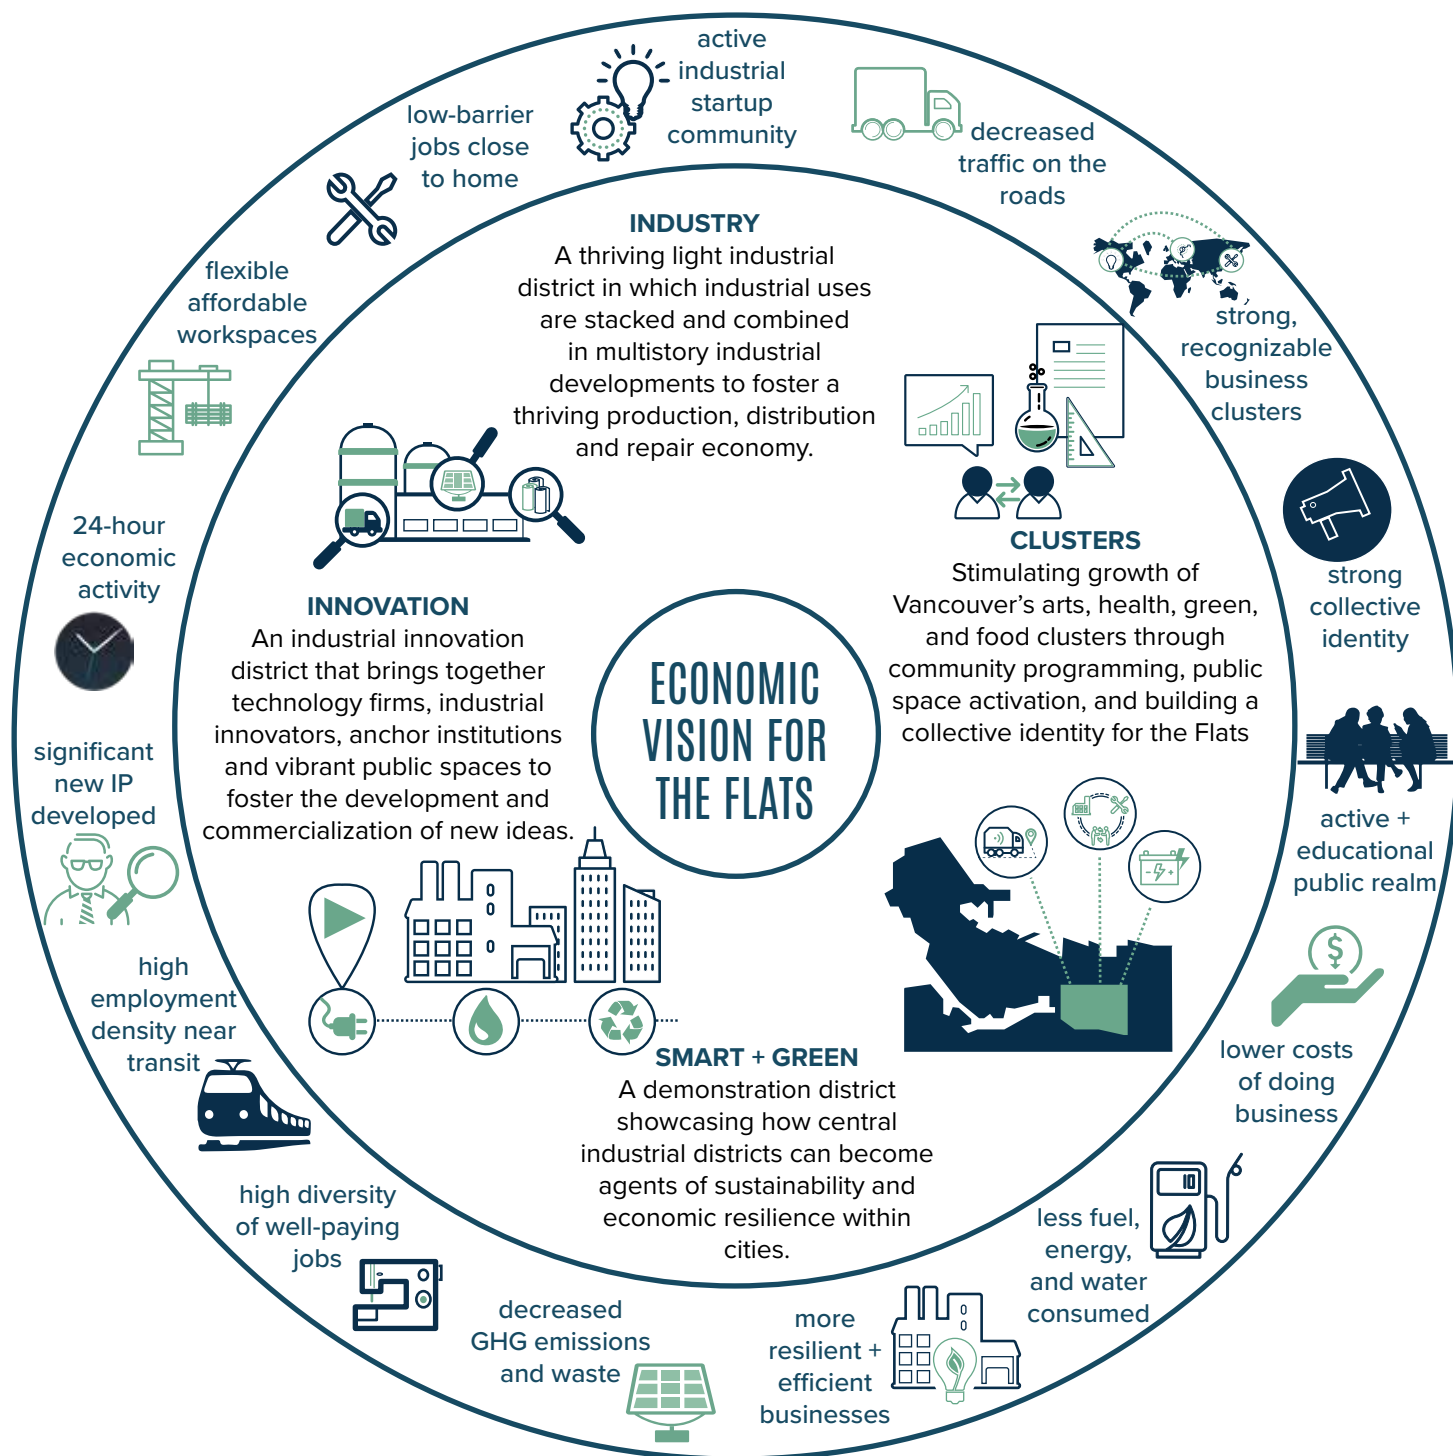 active
industrial
startup
community
decreased
traffic on the
roads
strong,
recognizable
business
clusters
strong
collective
identity
active +
educational
public realm
$
lower costs
of doing
business
10
less fuel,
energy,
and water
consumed
more
resilient +
efficient
businesses
decreased
GHG emissions
and waste
high diversity
of well-paying
jobs
high
employment
density near
transit
significant
new IP
developed
24-hour
economic
activity
flexible
affordable
workspaces
low-barrier
jobs close
to home
INDUSTRY
A thriving light industrial
district in which industrial uses
are stacked and combined
in multistory industrial
developments to foster a
thriving production, distribution
and repair economy.
CLUSTERS
Stimulating growth of
Vancouver’s arts, health, green,
and food clusters through
community programming, public
space activation, and building a
collective identity for the Flats
INNOVATION
An industrial innovation
district that brings together
technology firms, industrial
innovators, anchor institutions
and vibrant public spaces to
foster the development and
commercialization of new ideas.
SMART + GREEN
A demonstration district
showcasing how central
industrial districts can become
agents of sustainability and
economic resilience within
cities.
ECONOMIC
VISION FOR
THE FLATS